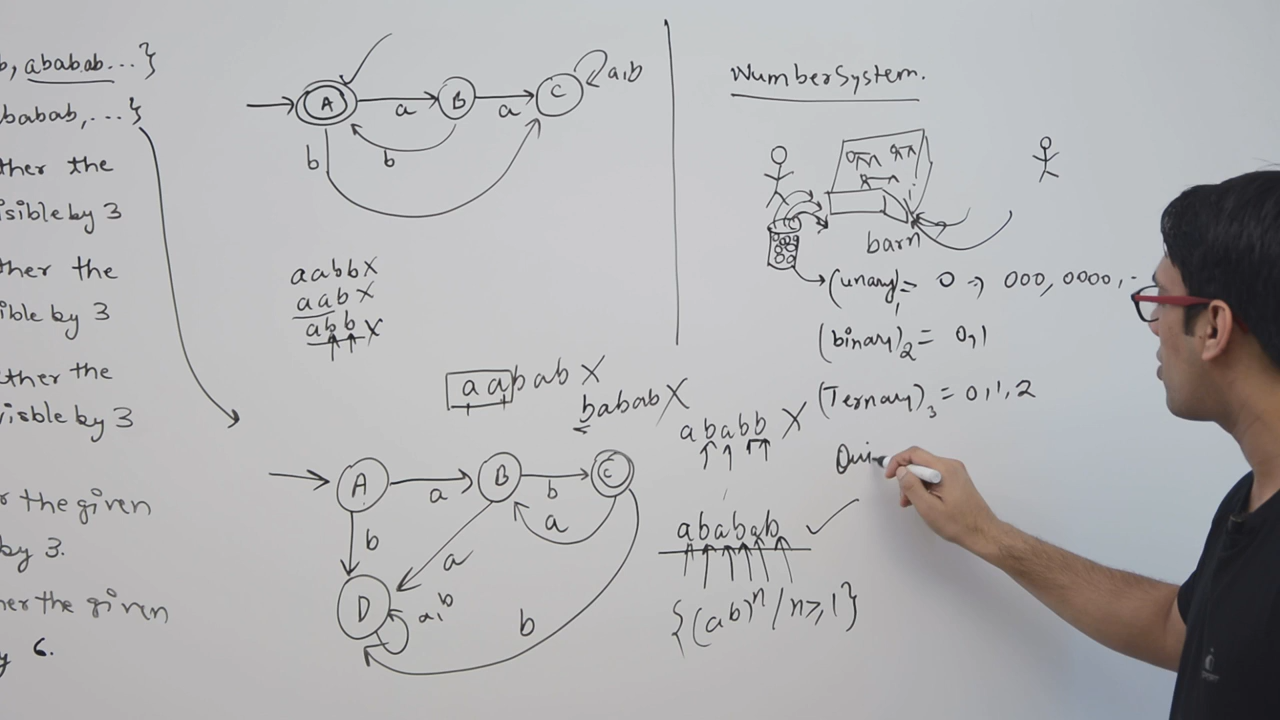 b, ababab...}
babab,...}
ther the
isible by 3
ther the
ible by 3
ether the
visble by 3
r the given
by 3.
her the given
y 6.
A
a
B
a
C
a,b
b
b
aabb X
aab X
abb X
aabab X
babab X
ababb X
ababab ✓
{(ab)ⁿ / n≥,1}
A
a
B
b
C
a
b
a
D
a,b
b
NumberSystem.
barn
(unary)₁ = 0 → 000, 0000, -
(binary)₂ = 0,1
(Ternary)₃ = 0,1,2
Qui